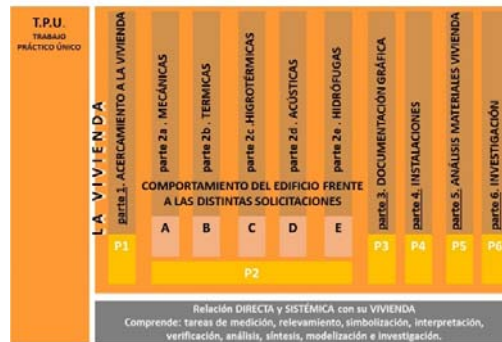 T.P.U.
TRABAJO
PRÁCTICO ÚNICO
LA VIVIENDA
parte 1. ACERCAMIENTO A LA VIVIENDA
parte 2a . MECÁNICAS
parte 2b . TERMICAS
parte 2c .HIGROTÉRMICAS
parte 2d . ACÚSTICAS
parte 2e . HIDRÓFUGAS
parte 3. DOCUMENTACIÓN GRÁFICA
parte 4. INSTALACIONES
parte 5. ANÁLISIS MATERIALES VIVIENDA
parte 6. INVESTIGACIÓN
COMPORTAMIENTO DEL EDIFICIO FRENTE
A LAS DISTINTAS SOLICITACIONES
A B C D E
P1 P2 P3 P4 P5 P6
Relación DIRECTA y SISTÉMICA con su VIVIENDA
Comprende: tareas de medición, relevamiento, simbolización, interpretación,
verificación, análisis, síntesis, modelización e investigación.